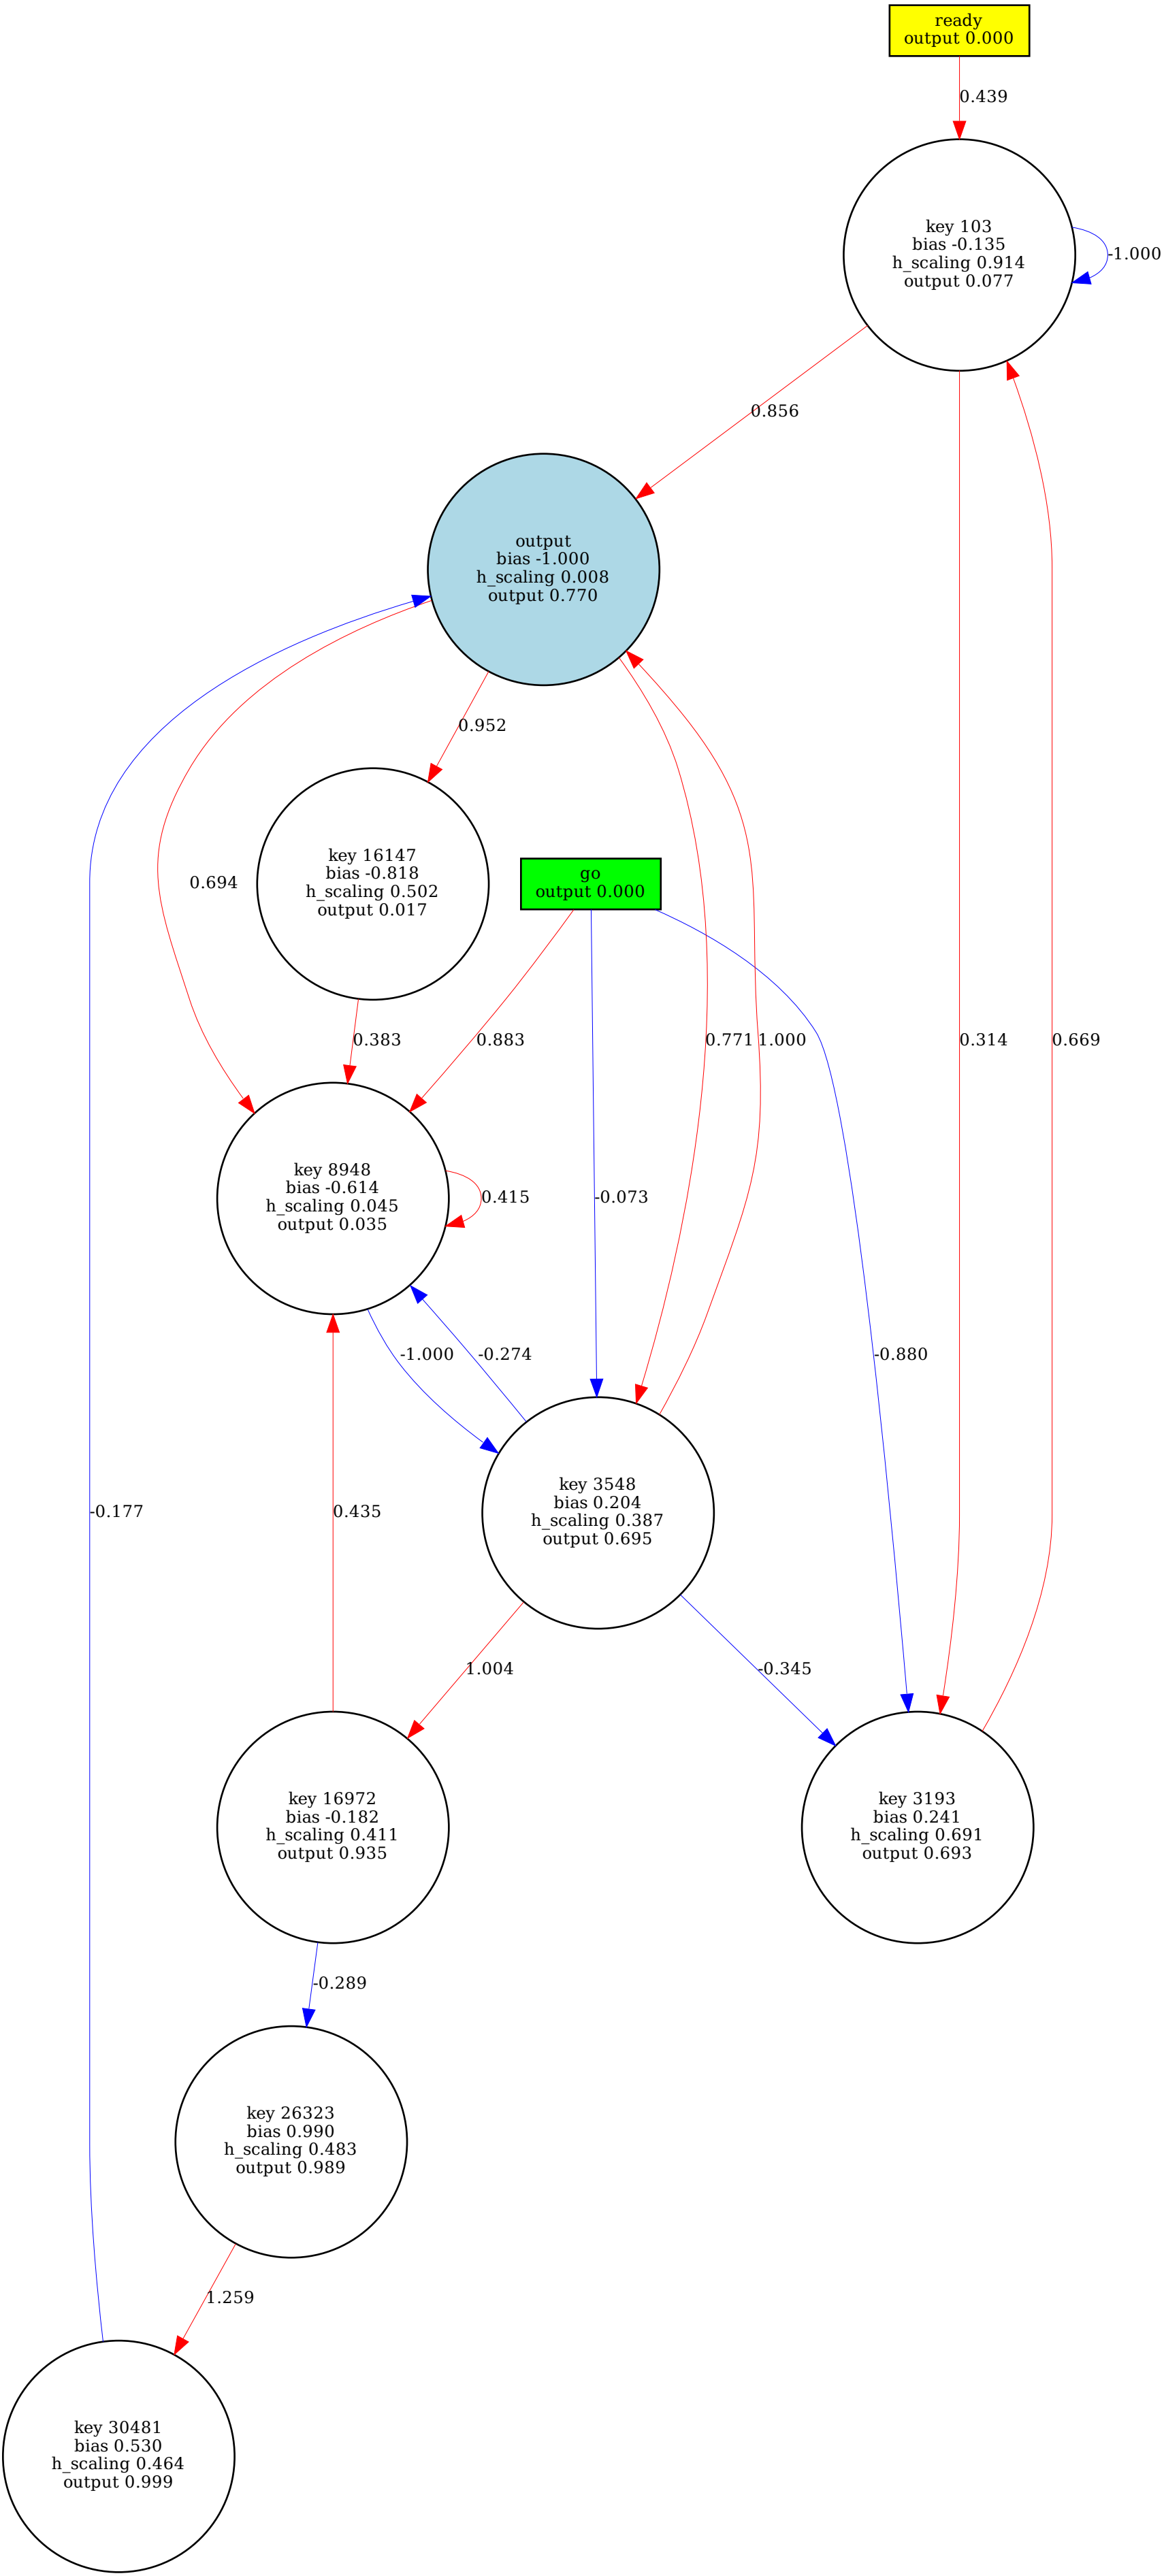 ready
output 0.000
0.439
key 103
bias -0.135
h_scaling 0.914
output 0.077
-1.000
0.856
output
bias -1.000
h_scaling 0.008
output 0.770
0.952
key 16147
bias -0.818
h_scaling 0.502
output 0.017
go
output 0.000
0.694
0.383
0.883
0.771
1.000
0.314
0.669
key 8948
bias -0.614
h_scaling 0.045
output 0.035
0.415
-0.073
-1.000
-0.274
-0.880
key 3548
bias 0.204
h_scaling 0.387
output 0.695
-0.177
0.435
1.004
-0.345
key 16972
bias -0.182
h_scaling 0.411
output 0.935
key 3193
bias 0.241
h_scaling 0.691
output 0.693
-0.289
key 26323
bias 0.990
h_scaling 0.483
output 0.989
1.259
key 30481
bias 0.530
h_scaling 0.464
output 0.999